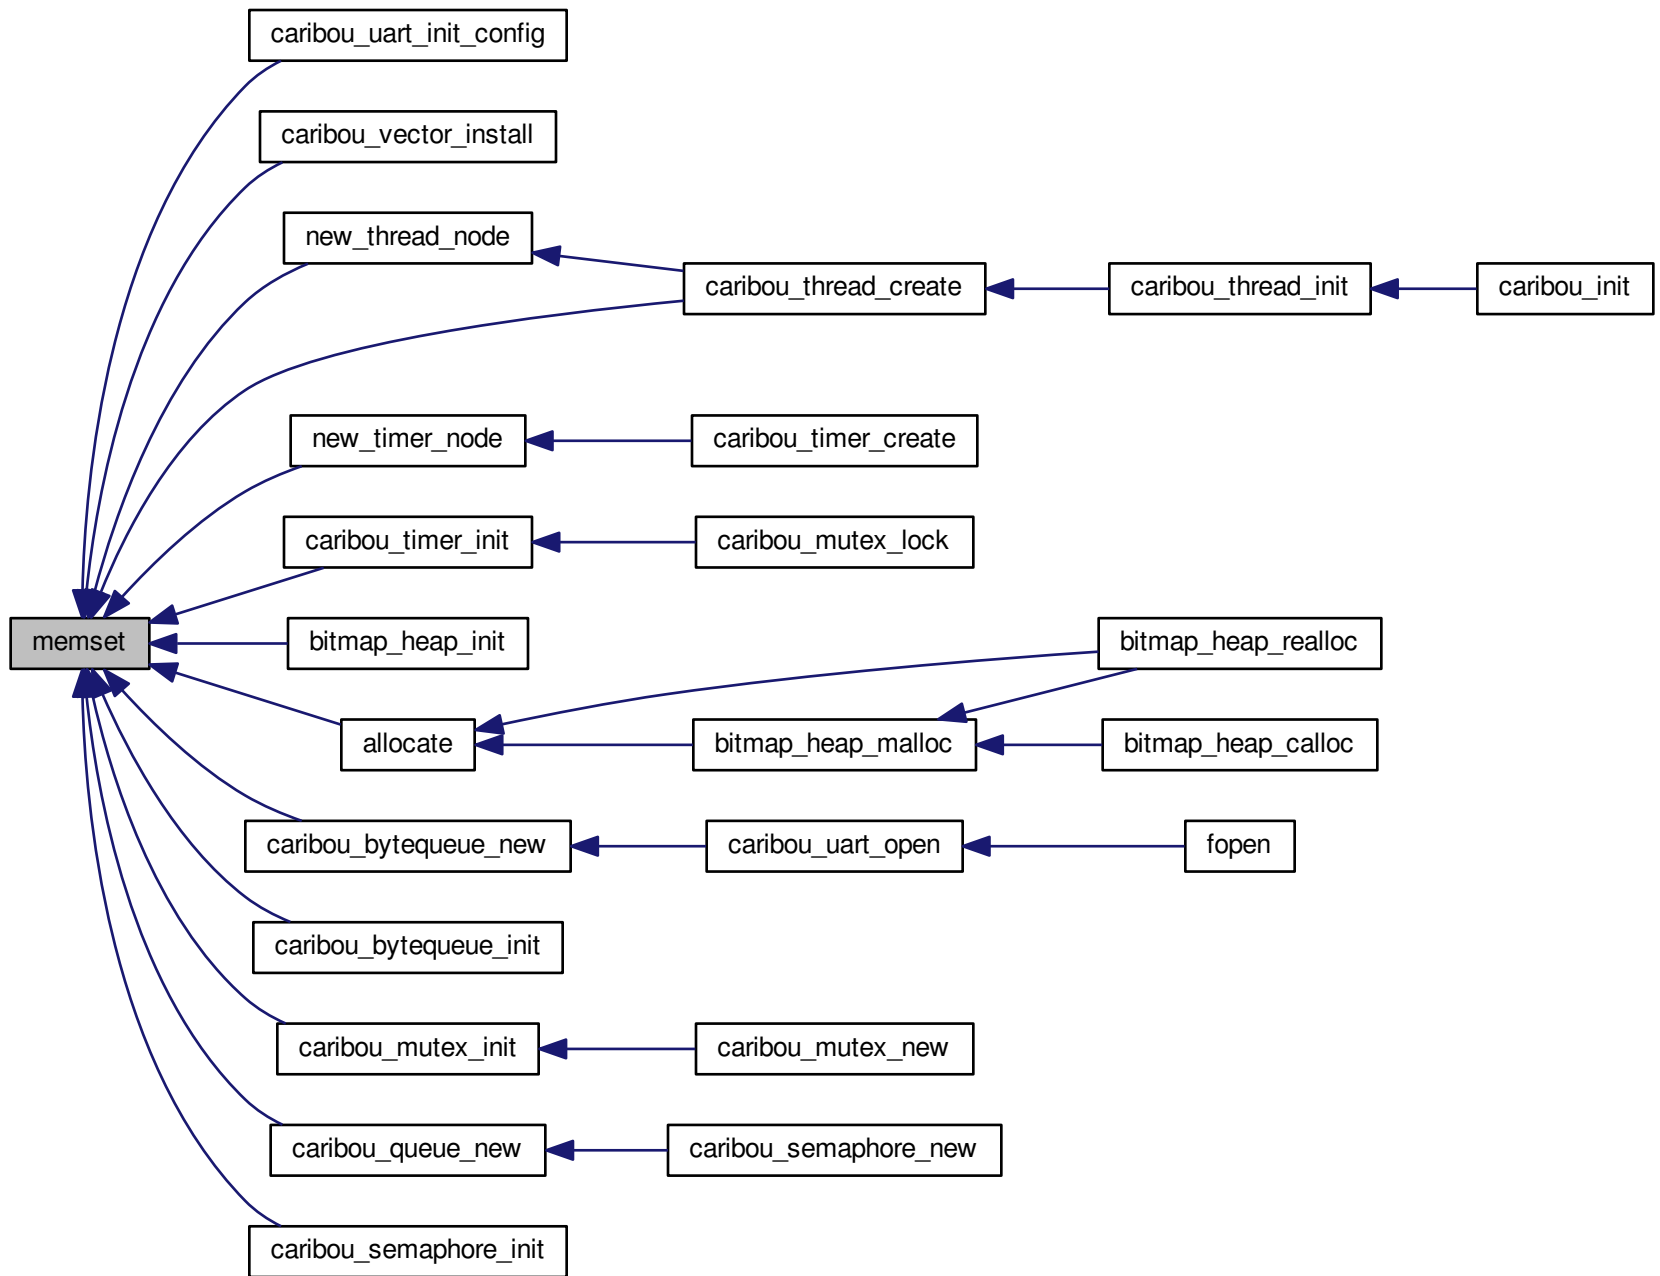 caribou_uart_init_config
caribou_vector_install
new_thread_node
caribou_thread_create
caribou_thread_init
caribou_init
new_timer_node
caribou_timer_create
caribou_timer_init
caribou_mutex_lock
memset
bitmap_heap_init
bitmap_heap_realloc
allocate
bitmap_heap_malloc
bitmap_heap_calloc
caribou_bytequeue_new
caribou_uart_open
fopen
caribou_bytequeue_init
caribou_mutex_init
caribou_mutex_new
caribou_queue_new
caribou_semaphore_new
caribou_semaphore_init